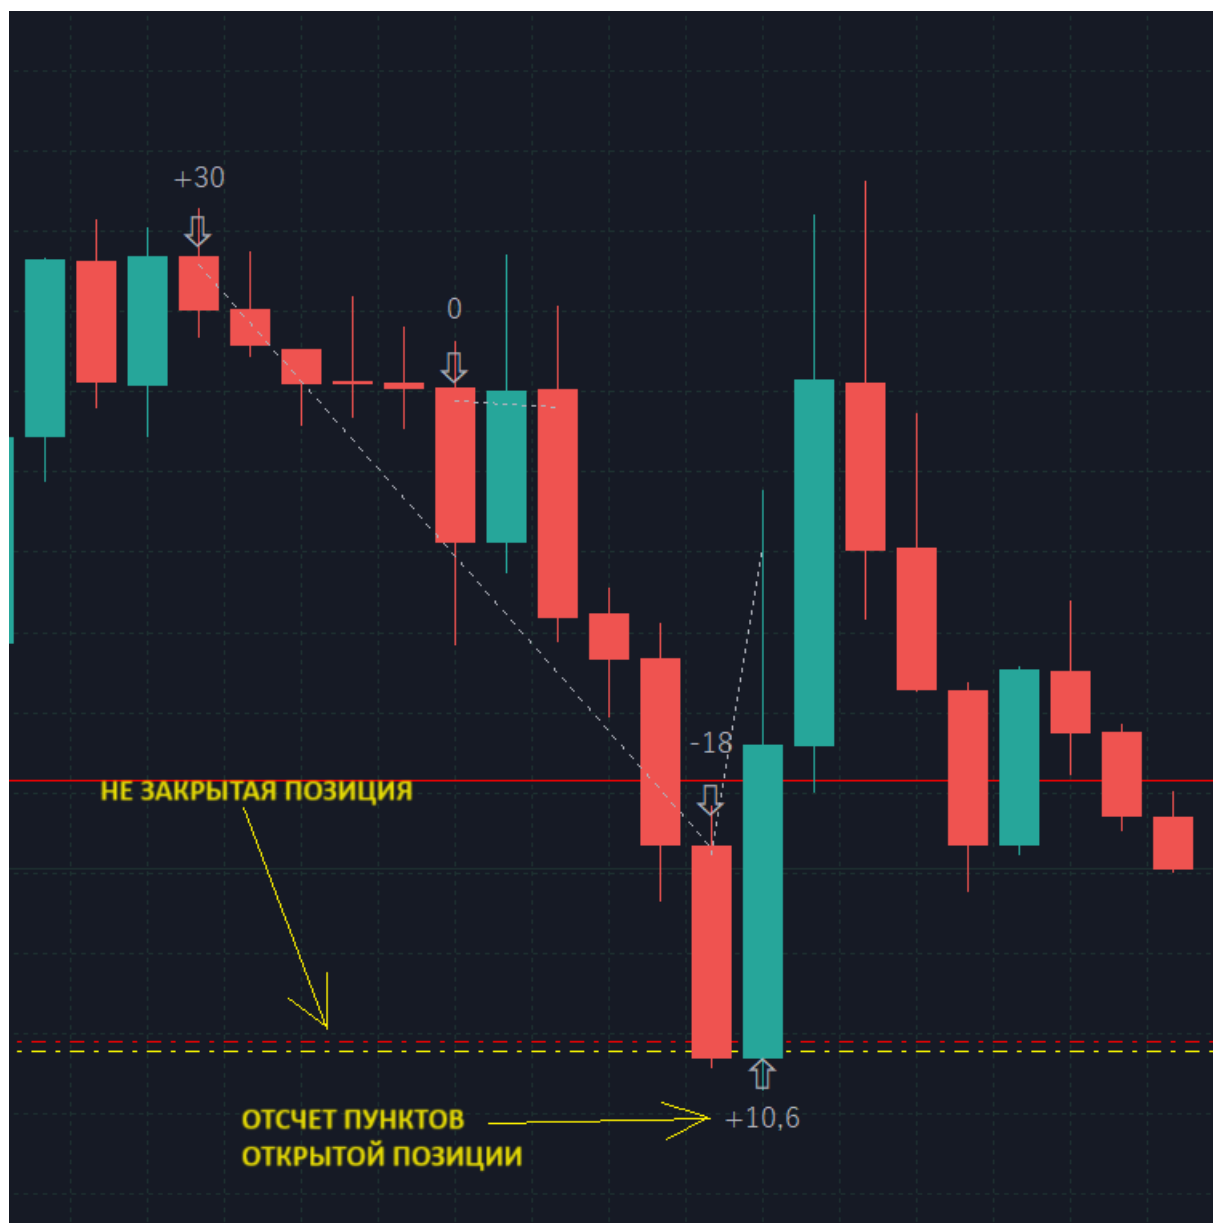 +30
0
-18
НЕ ЗАКРЫТАЯ ПОЗИЦИЯ
ОТСЧЕТ ПУНКТОВ
ОТКРЫТОЙ ПОЗИЦИИ
+10,6